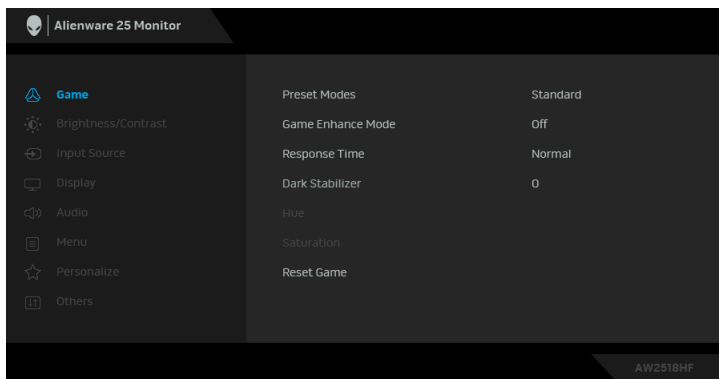 Alienware 25 Monitor
Game
Brightness/Contrast
Input Source
Display
Audio
Menu
Personalize
Others
Preset Modes Standard
Game Enhance Mode Off
Response Time Normal
Dark Stabilizer 0
Hue
Saturation
Reset Game
AW2518HF